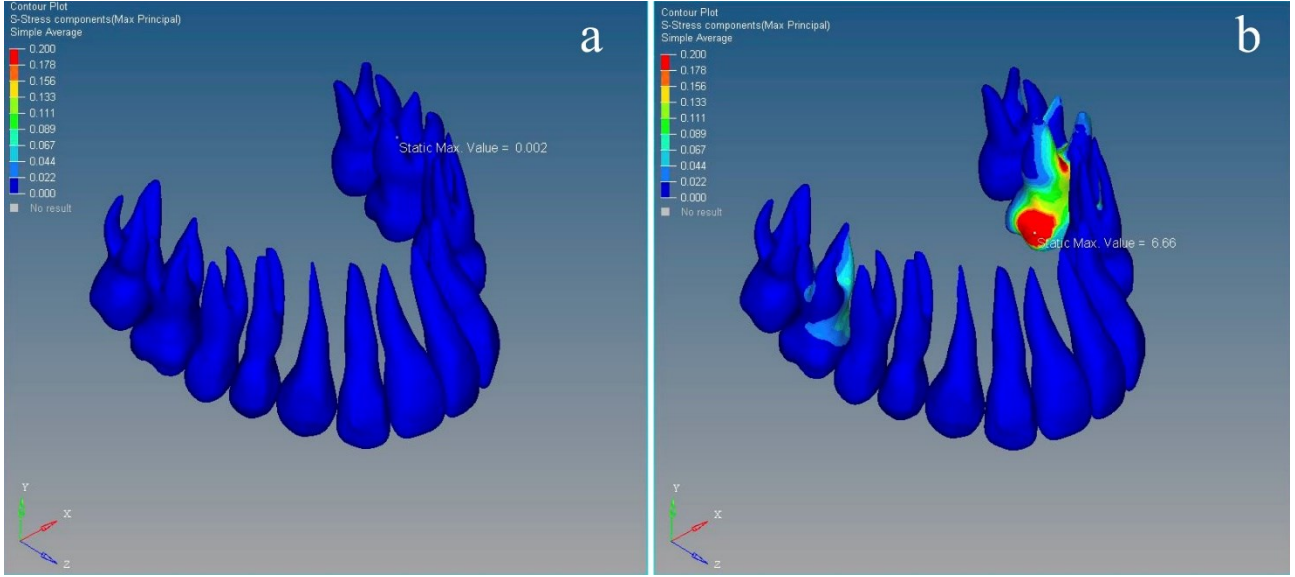 Contour Plot
S-Stress components(Max Principal)
Simple Average
0.200
0.178
0.156
0.133
0.111
0.089
0.067
0.044
0.022
0.000
No result
a
Static Max. Value = 0.002
Y
X
Z
Contour Plot
S-Stress components(Max Principal)
Simple Average
0.200
0.178
0.156
0.133
0.111
0.089
0.067
0.044
0.022
0.000
No result
b
Static Max. Value = 6.66
Y
X
Z